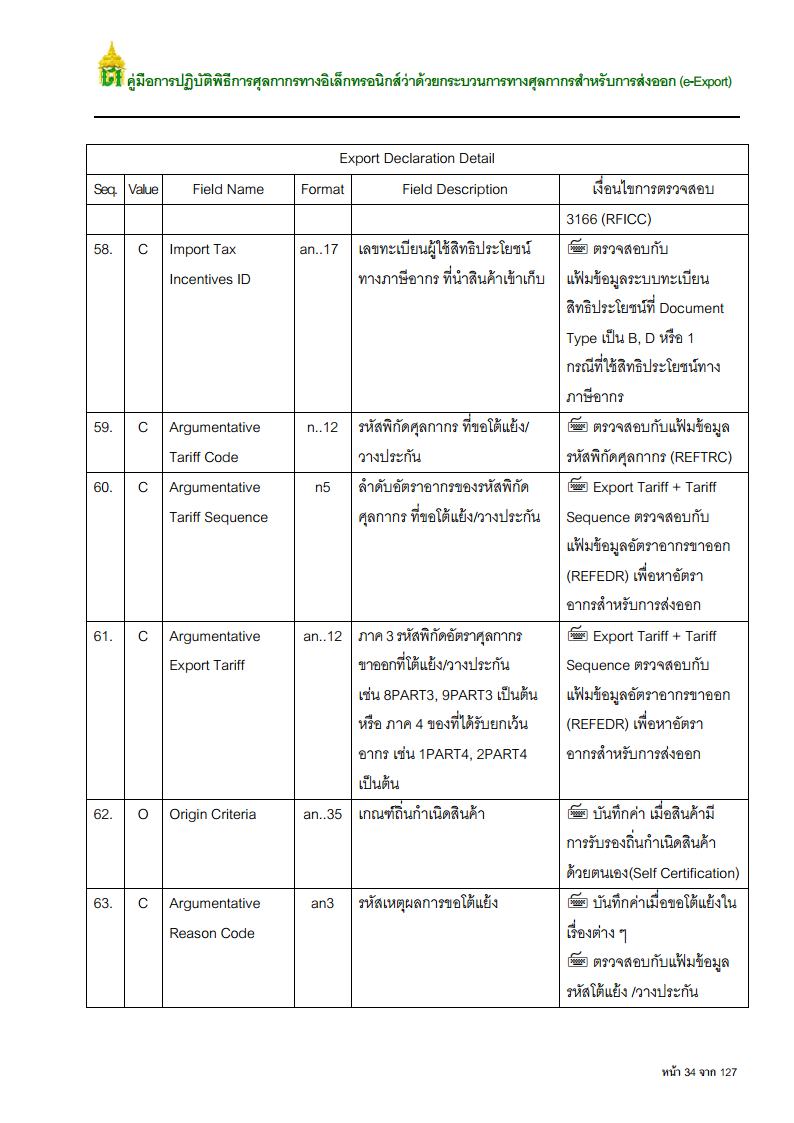 คู่มือการปฏิบัติพิธีการศุลกากรทางอิเล็กทรอนิกส์ว่าด้วยกระบวนการทางศุลกากรสำหรับการส่งออก (e-Export)
Export Declaration Detail
Seq. Value Field Name Format Field Description เงื่อนไขการตรวจสอบ
3166 (RFICC)
58. C Import Tax an..17 เลขทะเบียนผู้ใช้สิทธิประโยชน์ ตรวจสอบกับ
Incentives ID ทางภาษีอากร ที่นำสินค้าเข้าเก็บ แฟ้มข้อมูลระบบทะเบียน
สิทธิประโยชน์ที่ Document
Type เป็น B, D หรือ 1
กรณีที่ใช้สิทธิประโยชน์ทาง
ภาษีอากร
59. C Argumentative n..12 รหัสพิกัดศุลกากร ที่ขอโต้แย้ง/ ตรวจสอบกับแฟ้มข้อมูล
Tariff Code วางประกัน รหัสพิกัดศุลกากร (REFTRC)
60. C Argumentative n5 ลำดับอัตราอากรของรหัสพิกัด Export Tariff + Tariff
Tariff Sequence ศุลกากร ที่ขอโต้แย้ง/วางประกัน Sequence ตรวจสอบกับ
แฟ้มข้อมูลอัตราอากรขาออก
(REFEDR) เพื่อหาอัตรา
อากรสำหรับการส่งออก
61. C Argumentative an..12 ภาค 3 รหัสพิกัดอัตราศุลกากร Export Tariff + Tariff
Export Tariff ขาออกที่โต้แย้ง/วางประกัน Sequence ตรวจสอบกับ
เช่น 8PART3, 9PART3 เป็นต้น แฟ้มข้อมูลอัตราอากรขาออก
หรือ ภาค 4 ของที่ได้รับยกเว้น (REFEDR) เพื่อหาอัตรา
อากร เช่น 1PART4, 2PART4 อากรสำหรับการส่งออก
เป็นต้น
62. O Origin Criteria an..35 เกณฑ์ถิ่นกำเนิดสินค้า บันทึกค่า เมื่อสินค้ามี
การรับรองถิ่นกำเนิดสินค้า
ด้วยตนเอง(Self Certification)
63. C Argumentative an3 รหัสเหตุผลการขอโต้แย้ง บันทึกค่าเมื่อขอโต้แย้งใน
Reason Code เรื่องต่าง ๆ
ตรวจสอบกับแฟ้มข้อมูล
รหัสโต้แย้ง /วางประกัน
หน้า 34 จาก 127